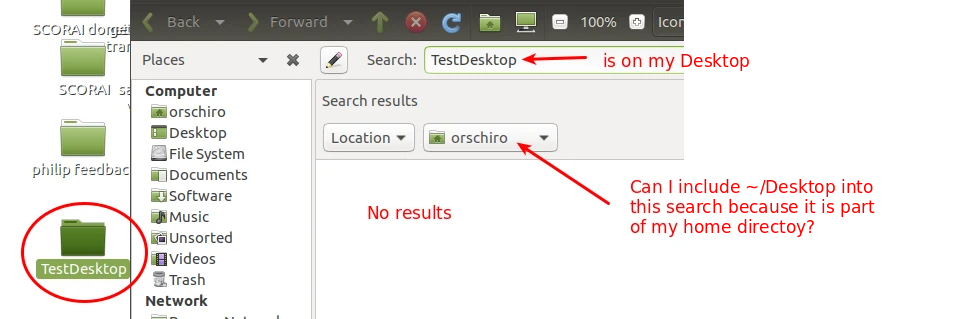 SCORAI
SCORAI
philip feedbac
TestDesktop
Back
Forward
100%
Icon
Places
Search:
TestDesktop
is on my Desktop
Computer
orschiro
Desktop
File System
Documents
Software
Music
Unsorted
Videos
Trash
Network
Search results
Location
orschiro
No results
Can I include ~/Desktop into
this search because it is part
of my home directoy?